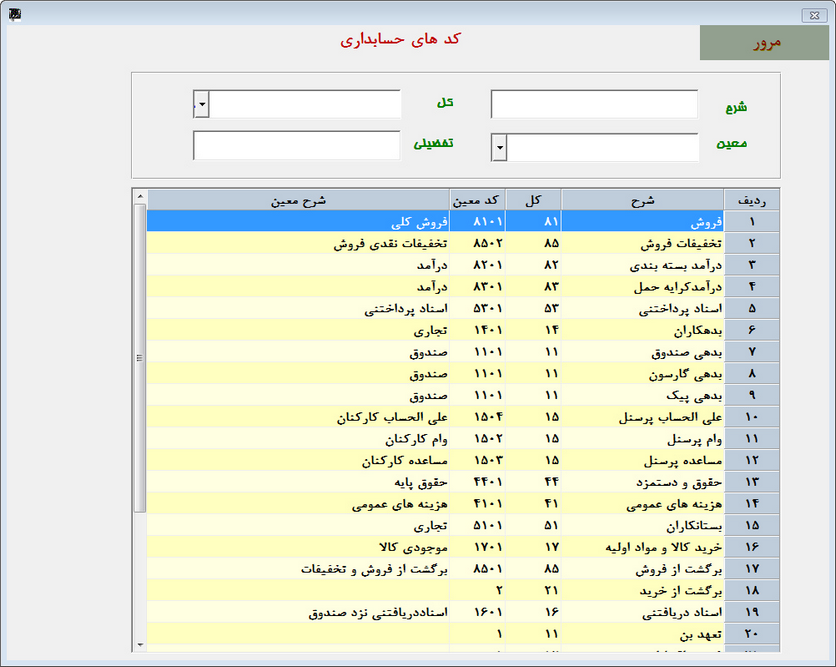 مرور
کد های حسابداری
شرح
کل
معین
تفضیلی
ردیف شرح کل کد معین شرح معین
۱ فروش ۸۱ ۸۱۰۱ فروش کلی
۲ تخفیفات فروش ۸۵ ۸۵۰۲ تخفیفات نقدی فروش
۳ درآمد بسته بندی ۸۲ ۸۲۰۱ درآمد
۴ درآمدکرایه حمل ۸۳ ۸۳۰۱ درآمد
۵ اسناد پرداختنی ۵۳ ۵۳۰۱ اسناد پرداختنی
۶ بدهکاران ۱۴ ۱۴۰۱ تجاری
۷ بدهی صندوق ۱۱ ۱۱۰۱ صندوق
۸ بدهی گارسون ۱۱ ۱۱۰۱ صندوق
۹ بدهی پیک ۱۱ ۱۱۰۱ صندوق
۱۰ علی الحساب پرسنل ۱۵ ۱۵۰۴ علی الحساب کارکنان
۱۱ وام پرسنل ۱۵ ۱۵۰۲ وام کارکنان
۱۲ مساعده پرسنل ۱۵ ۱۵۰۳ مساعده کارکنان
۱۳ حقوق و دستمزد ۴۴ ۴۴۰۱ حقوق پایه
۱۴ هزینه های عمومی ۴۱ ۴۱۰۱ هزینه های عمومی
۱۵ بستانکاران ۵۱ ۵۱۰۱ تجاری
۱۶ خرید کالا و مواد اولیه ۱۷ ۱۷۰۱ موجودی کالا
۱۷ برگشت از فروش ۸۵ ۸۵۰۱ برگشت از فروش و تخفیفات
۱۸ برگشت از خرید ۲۱ ۲
۱۹ اسناد دریافتنی ۱۶ ۱۶۰۱ اسناددریافتنی نزد صندوق
۲۰ تعهد بن ۱۱ ۱